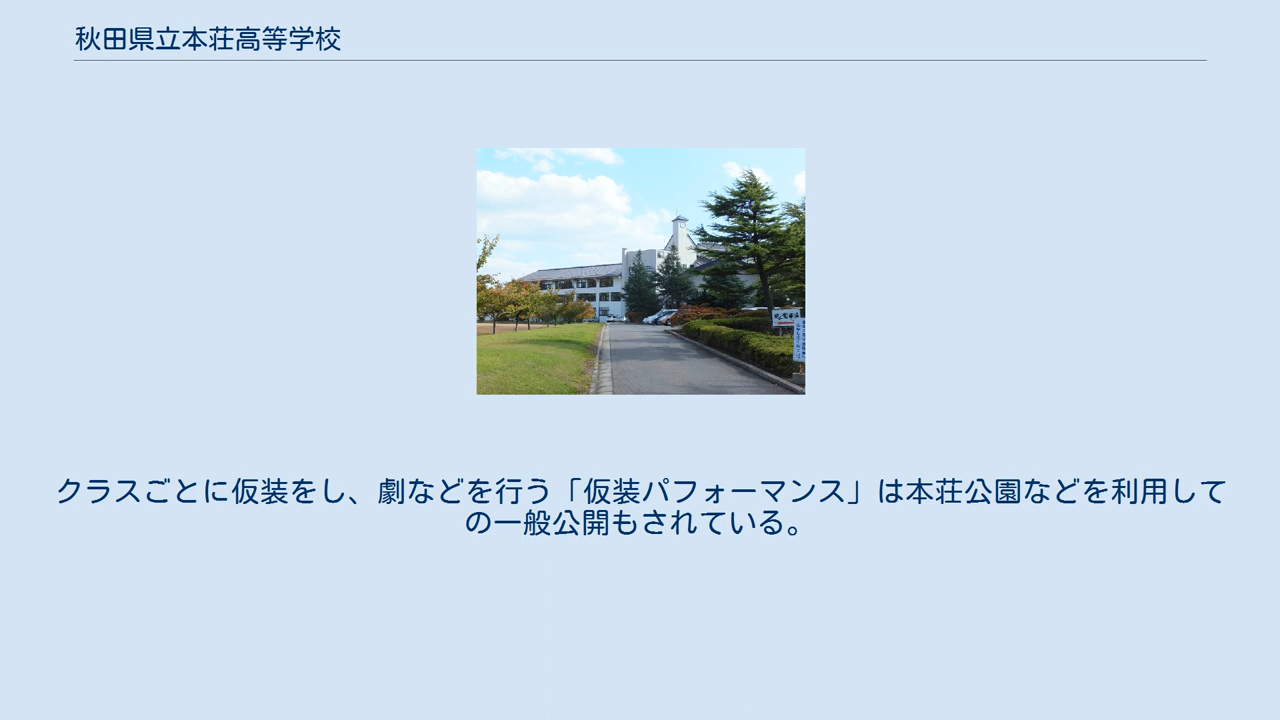 秋田県立本荘高等学校
クラスごとに仮装をし、劇などを行う「仮装パフォーマンス」は本荘公園などを利用して
の一般公開もされている。